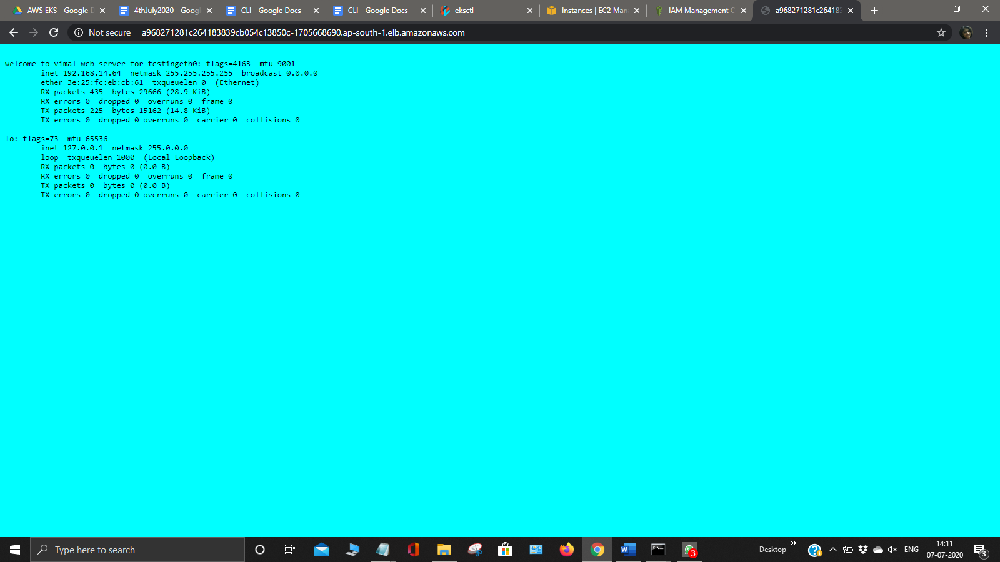 AWS EKS - Google D
4thJuly2020 - Goog
CLI - Google Docs
CLI - Google Docs
eksctl
Instances | EC2 Man
IAM Management C
a968271281c264183
Not secure
a968271281c264183839cb054c13850c-1705668690.ap-south-1.elb.amazonaws.com
welcome to vimal web server for testingeth0: flags=4163  mtu 9001
inet 192.168.14.64  netmask 255.255.255.255  broadcast 0.0.0.0
ether 3e:25:fc:eb:cb:61  txqueuelen 0  (Ethernet)
RX packets 435  bytes 29666 (28.9 KiB)
RX errors 0  dropped 0  overruns 0  frame 0
TX packets 225  bytes 15162 (14.8 KiB)
TX errors 0  dropped 0 overruns 0  carrier 0  collisions 0
lo: flags=73  mtu 65536
inet 127.0.0.1  netmask 255.0.0.0
loop  txqueuelen 1000  (Local Loopback)
RX packets 0  bytes 0 (0.0 B)
RX errors 0  dropped 0  overruns 0  frame 0
TX packets 0  bytes 0 (0.0 B)
TX errors 0  dropped 0 overruns 0  carrier 0  collisions 0
Type here to search
3
Desktop
ENG
14:11
07-07-2020
3